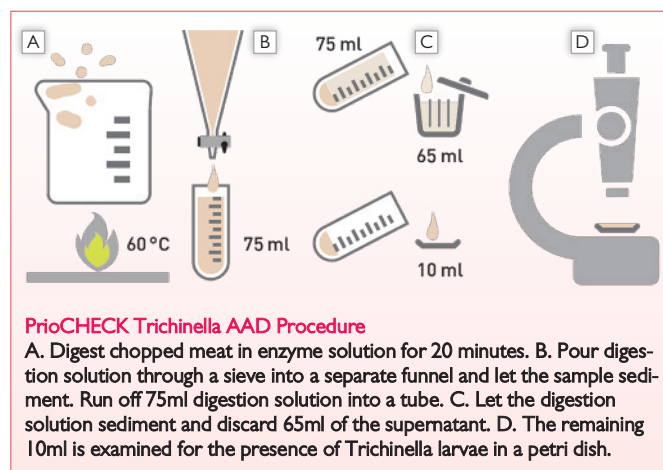 A
B
75 ml
C
D
65 ml
60°C
75 ml
10 ml
PrioCHECK Trichinella AAD Procedure
A. Digest chopped meat in enzyme solution for 20 minutes. B. Pour diges-
tion solution through a sieve into a separate funnel and let the sample sedi-
ment. Run off 75ml digestion solution into a tube. C. Let the digestion
solution sediment and discard 65ml of the supernatant. D. The remaining
10ml is examined for the presence of Trichinella larvae in a petri dish.